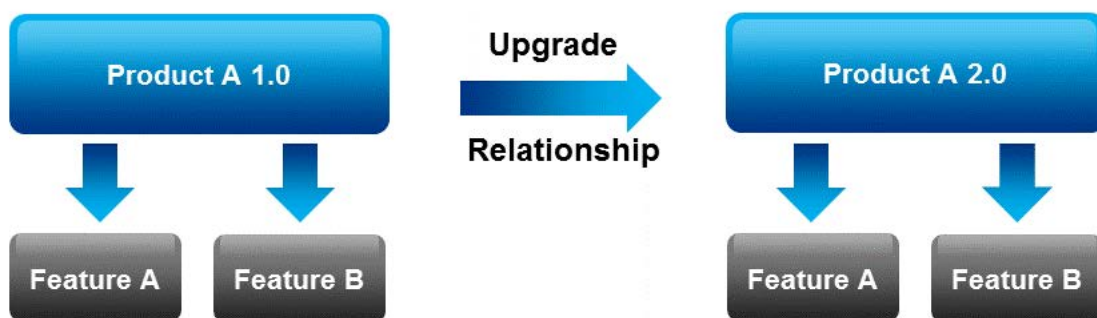 Product A 1.0
Upgrade
Relationship
Product A 2.0
Feature A
Feature B
Feature A
Feature B